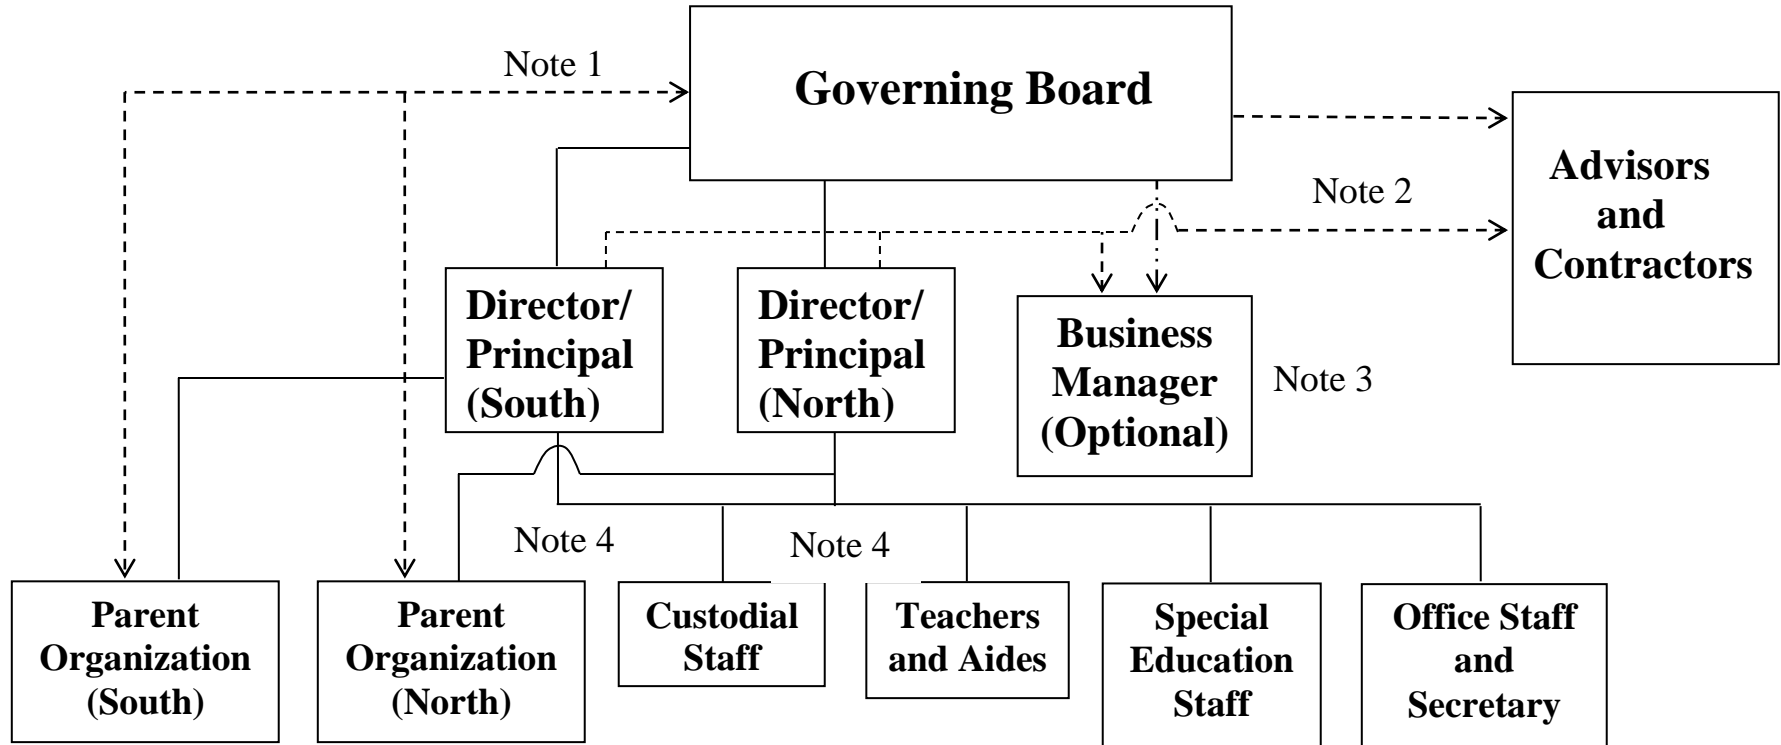 Note 1
Governing Board
Advisors
and
Contractors
Note 2
Director/
Principal
(South)
Director/
Principal
(North)
Business
Manager
(Optional)
Note 3
Note 4
Note 4
Parent
Organization
(South)
Parent
Organization
(North)
Custodial
Staff
Teachers
and Aides
Special
Education
Staff
Office Staff
and
Secretary